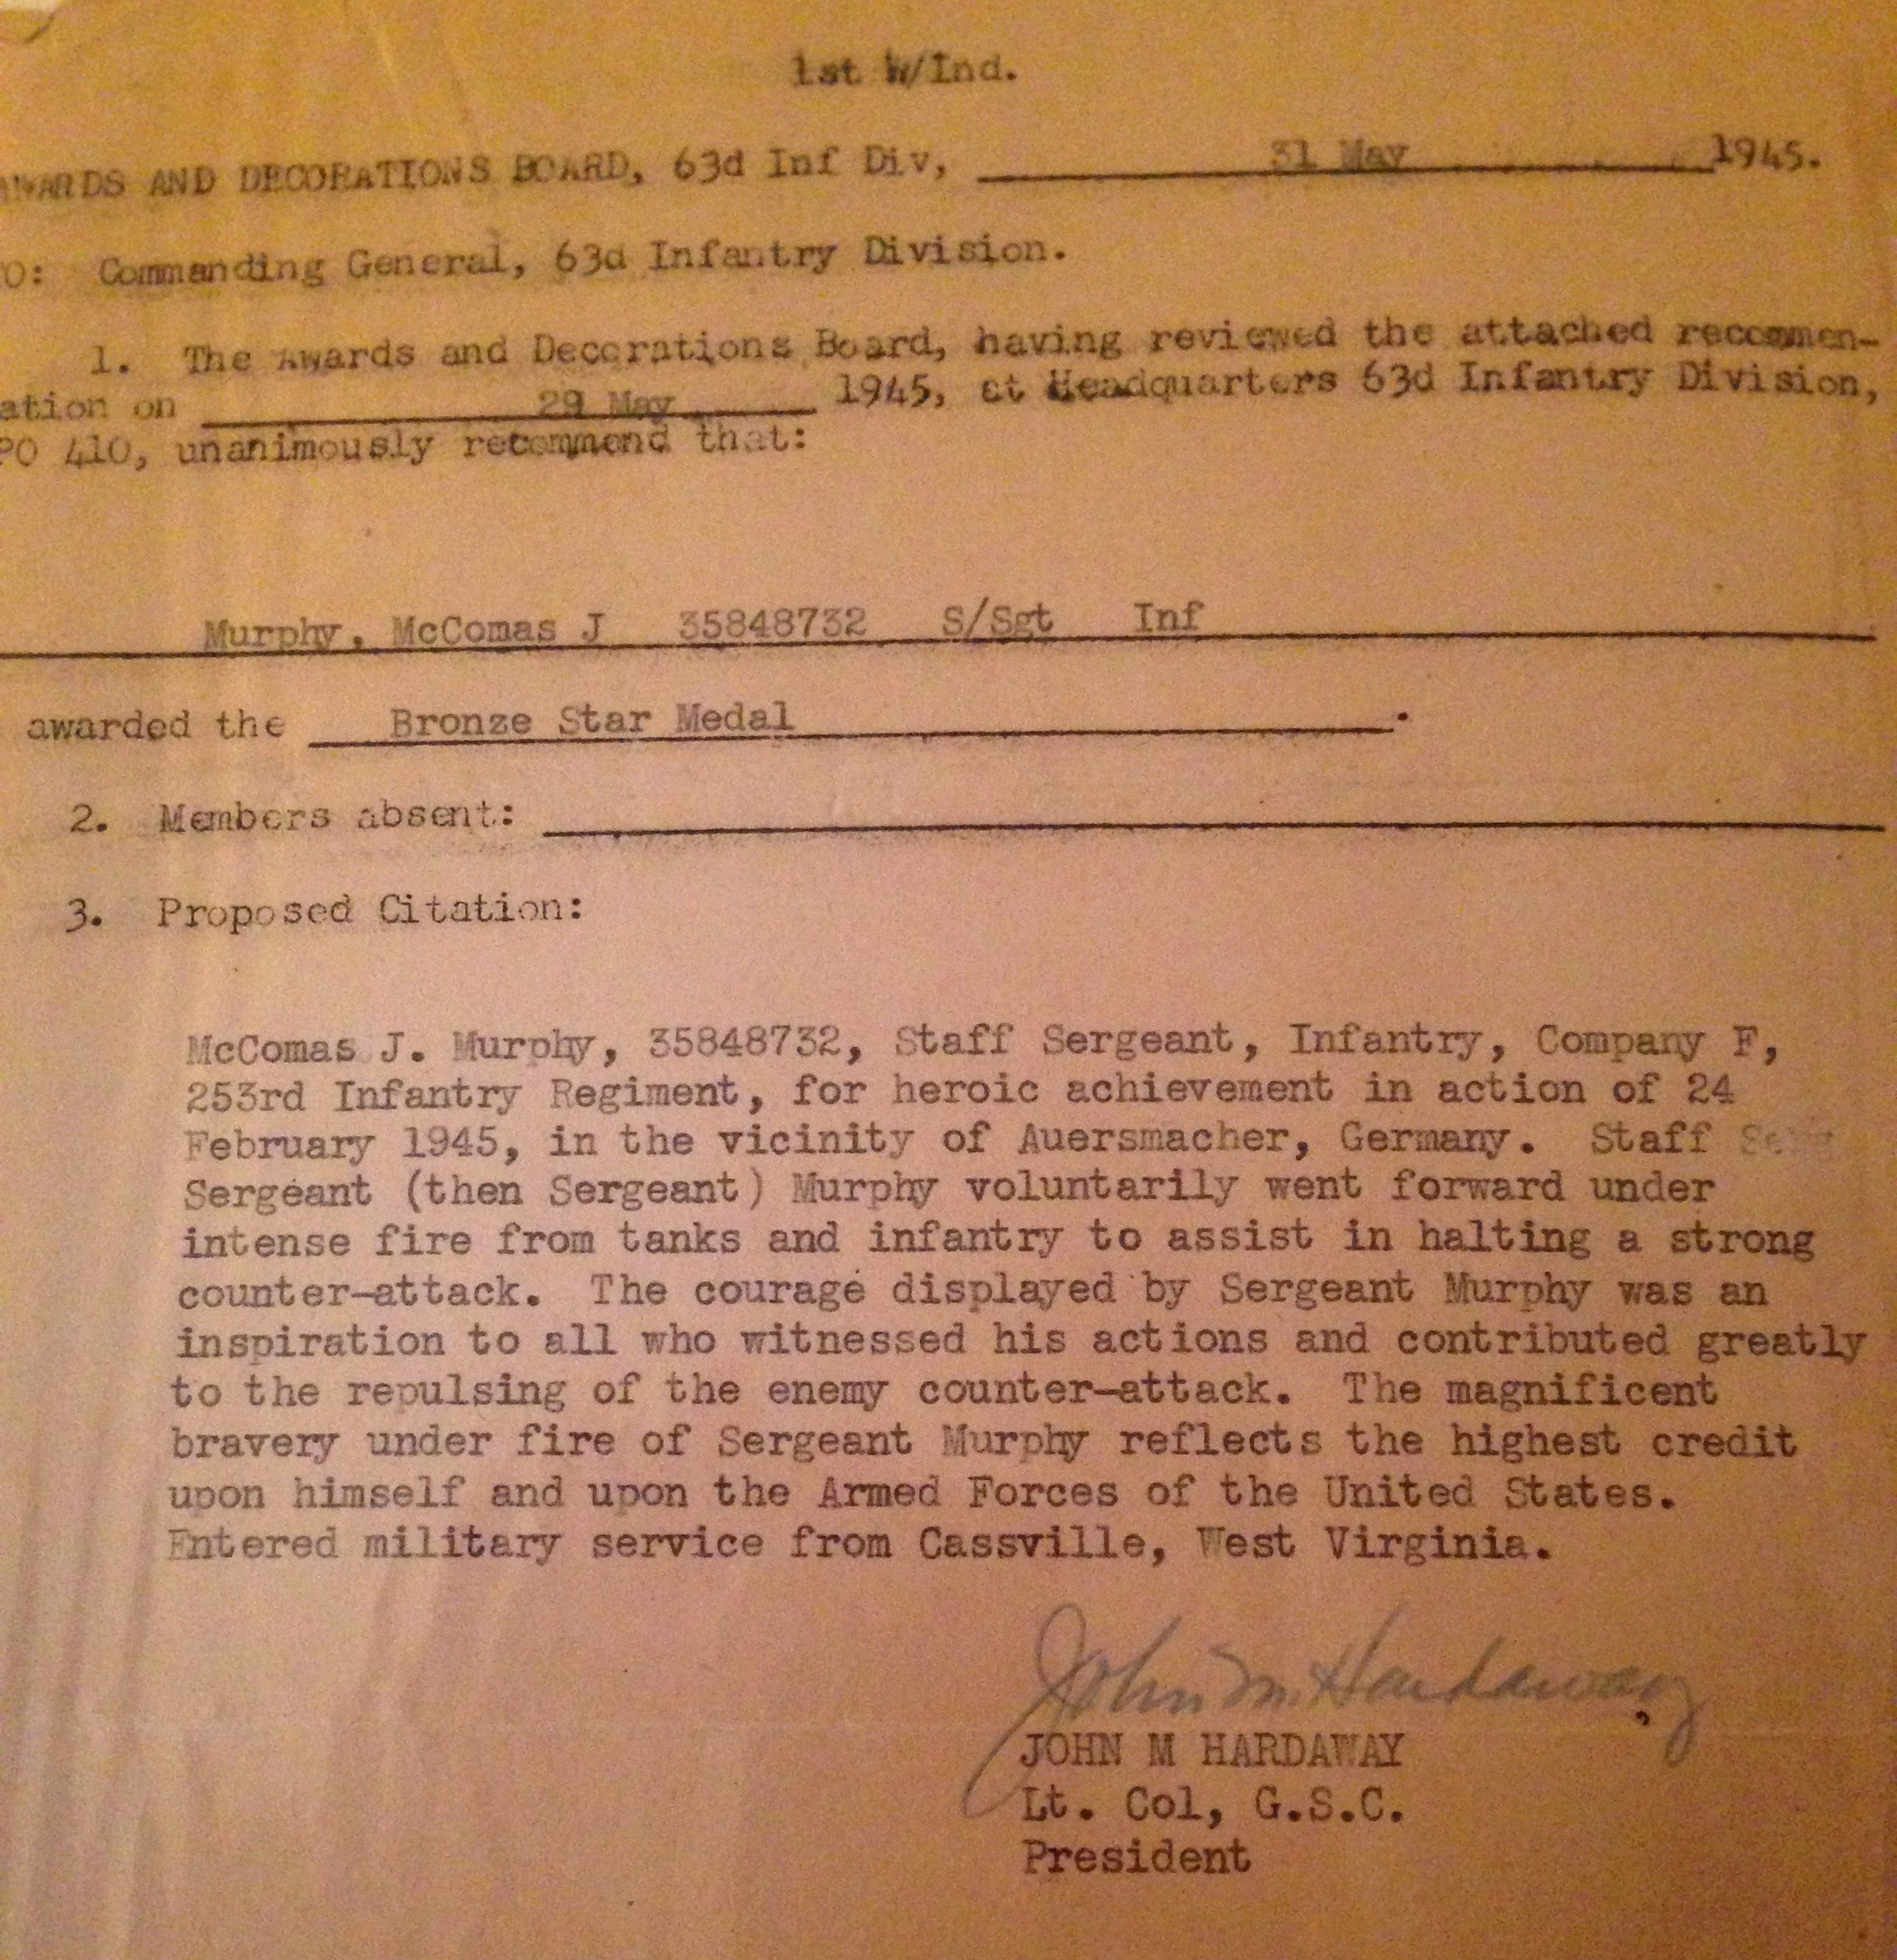 1st W/Ind.
AWARDS AND DECORATIONS BOARD, 63d Inf Div, 31 May 1945.
O: Commanding General, 63d Infantry Division.
1. The Awards and Decorations Board, having reviewed the attached recommen-
ation on 29 May 1945, at Headquarters 63d Infantry Division,
PO 410, unanimously recommend that:
Murphy, McComas J 35848732 S/Sgt Inf
awarded the Bronze Star Medal.
2. Members absent:
3. Proposed Citation:
McComas J. Murphy, 35848732, Staff Sergeant, Infantry, Company F,
253rd Infantry Regiment, for heroic achievement in action of 24
February 1945, in the vicinity of Auersmacher, Germany. Staff
Sergeant (then Sergeant) Murphy voluntarily went forward under
intense fire from tanks and infantry to assist in halting a strong
counter-attack. The courage displayed by Sergeant Murphy was an
inspiration to all who witnessed his actions and contributed greatly
to the repulsing of the enemy counter-attack. The magnificent
bravery under fire of Sergeant Murphy reflects the highest credit
upon himself and upon the Armed Forces of the United States.
Entered military service from Cassville, West Virginia.
John M. Hardaway
JOHN M HARDAWAY
Lt. Col, G.S.C.
President